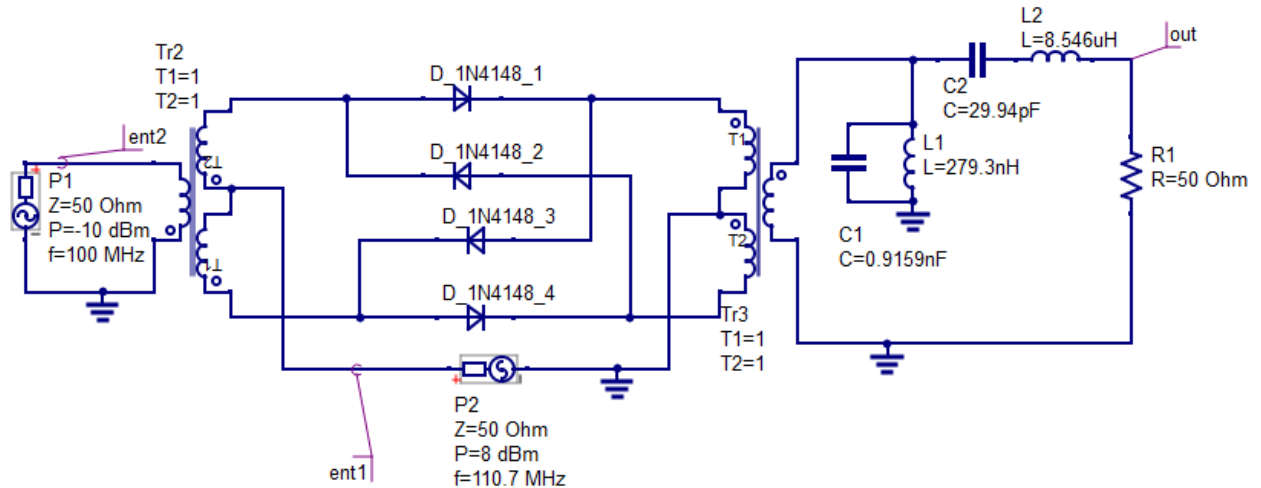 Tr2
T1=1
T2=1
ent2
P1
Z=50 Ohm
P=-10 dBm
f=100 MHz
T2
T1
D_1N4148_1
D_1N4148_2
D_1N4148_3
D_1N4148_4
P2
Z=50 Ohm
P=8 dBm
f=110.7 MHz
ent1
T1
T2
Tr3
T1=1
T2=1
L1
L=279.3nH
C1
C=0.9159nF
C2
C=29.94pF
L2
L=8.546uH
out
R1
R=50 Ohm